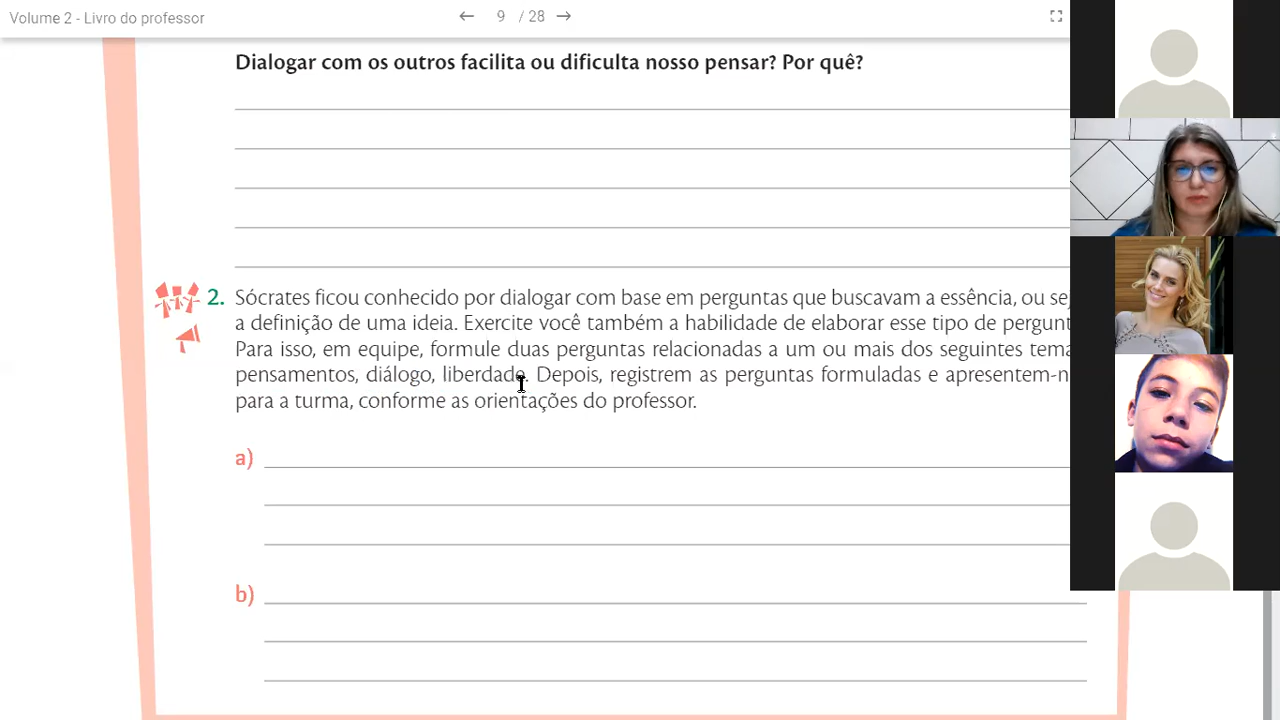 Volume 2 - Livro do professor
9 / 28
Dialogar com os outros facilita ou dificulta nosso pensar? Por quê?
2. Sócrates ficou conhecido por dialogar com base em perguntas que buscavam a essência, ou se
a definição de uma ideia. Exercite você também a habilidade de elaborar esse tipo de pergunt
Para isso, em equipe, formule duas perguntas relacionadas a um ou mais dos seguintes tema
pensamentos, diálogo, liberdade. Depois, registrem as perguntas formuladas e apresentem-n
para a turma, conforme as orientações do professor.
a)
b)